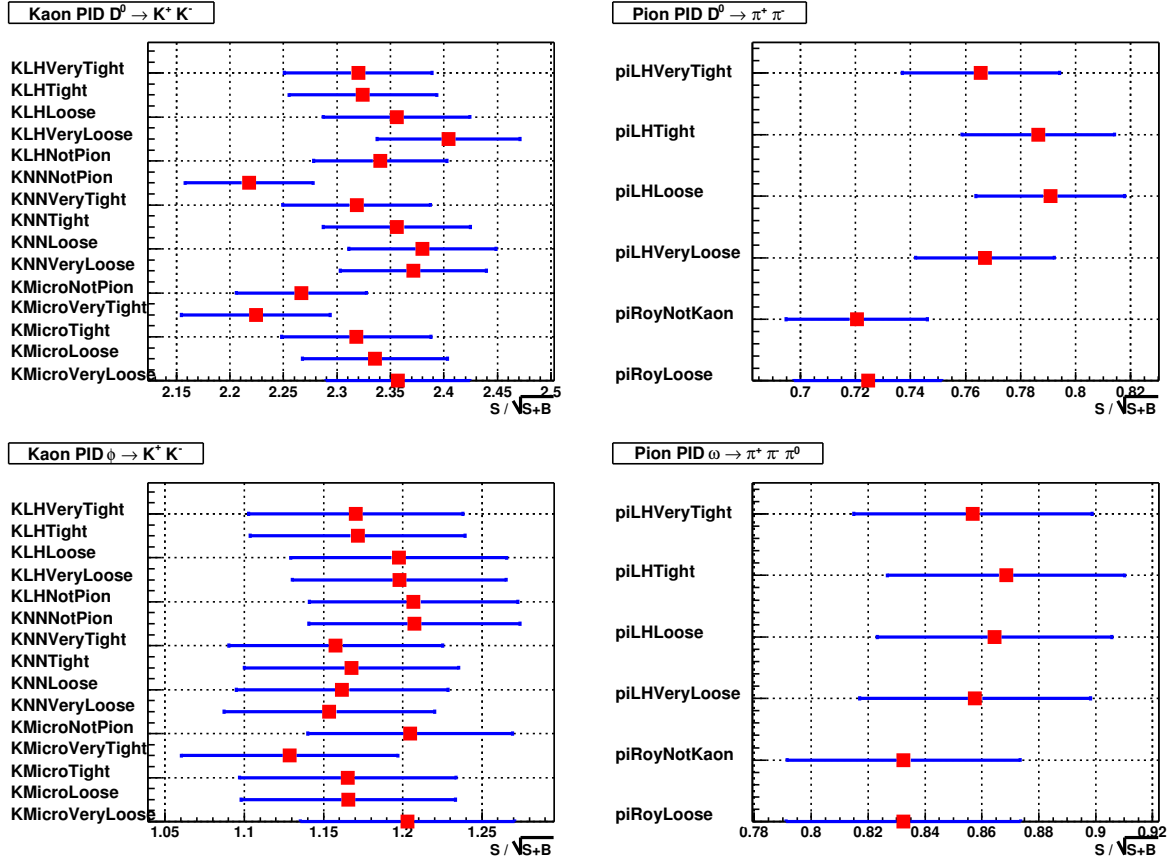 Kaon PID D⁰ → K⁺ K⁻
KLHVeryTight
KLHTight
KLHLoose
KLHVeryLoose
KLHNotPion
KNNNotPion
KNNVeryTight
KNNTight
KNNLoose
KNNVeryLoose
KMicroNotPion
KMicroVeryTight
KMicroTight
KMicroLoose
KMicroVeryLoose
2.15 2.2 2.25 2.3 2.35 2.4 2.45 2.5
S / √S+B
Pion PID D⁰ → π⁺ π⁻
piLHVeryTight
piLHTight
piLHLoose
piLHVeryLoose
piRoyNotKaon
piRoyLoose
0.7 0.72 0.74 0.76 0.78 0.8 0.82
S / √S+B
Kaon PID ϕ → K⁺ K⁻
KLHVeryTight
KLHTight
KLHLoose
KLHVeryLoose
KLHNotPion
KNNNotPion
KNNVeryTight
KNNTight
KNNLoose
KNNVeryLoose
KMicroNotPion
KMicroVeryTight
KMicroTight
KMicroLoose
KMicroVeryLoose
1.05 1.1 1.15 1.2 1.25
S / √S+B
Pion PID ω → π⁺ π⁻ π⁰
piLHVeryTight
piLHTight
piLHLoose
piLHVeryLoose
piRoyNotKaon
piRoyLoose
0.78 0.8 0.82 0.84 0.86 0.88 0.9 0.92
S / √S+B